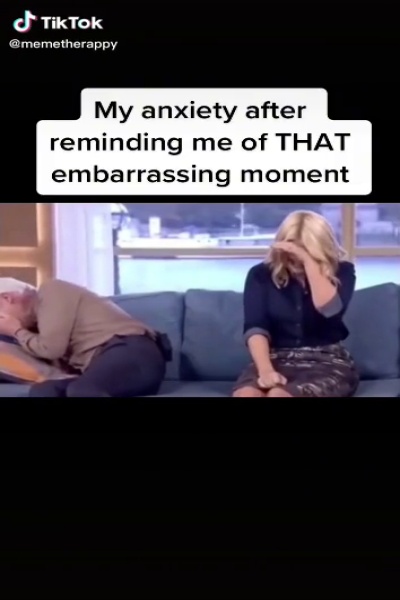 TikTok
@memetherappy
My anxiety after
reminding me of THAT
embarrassing moment